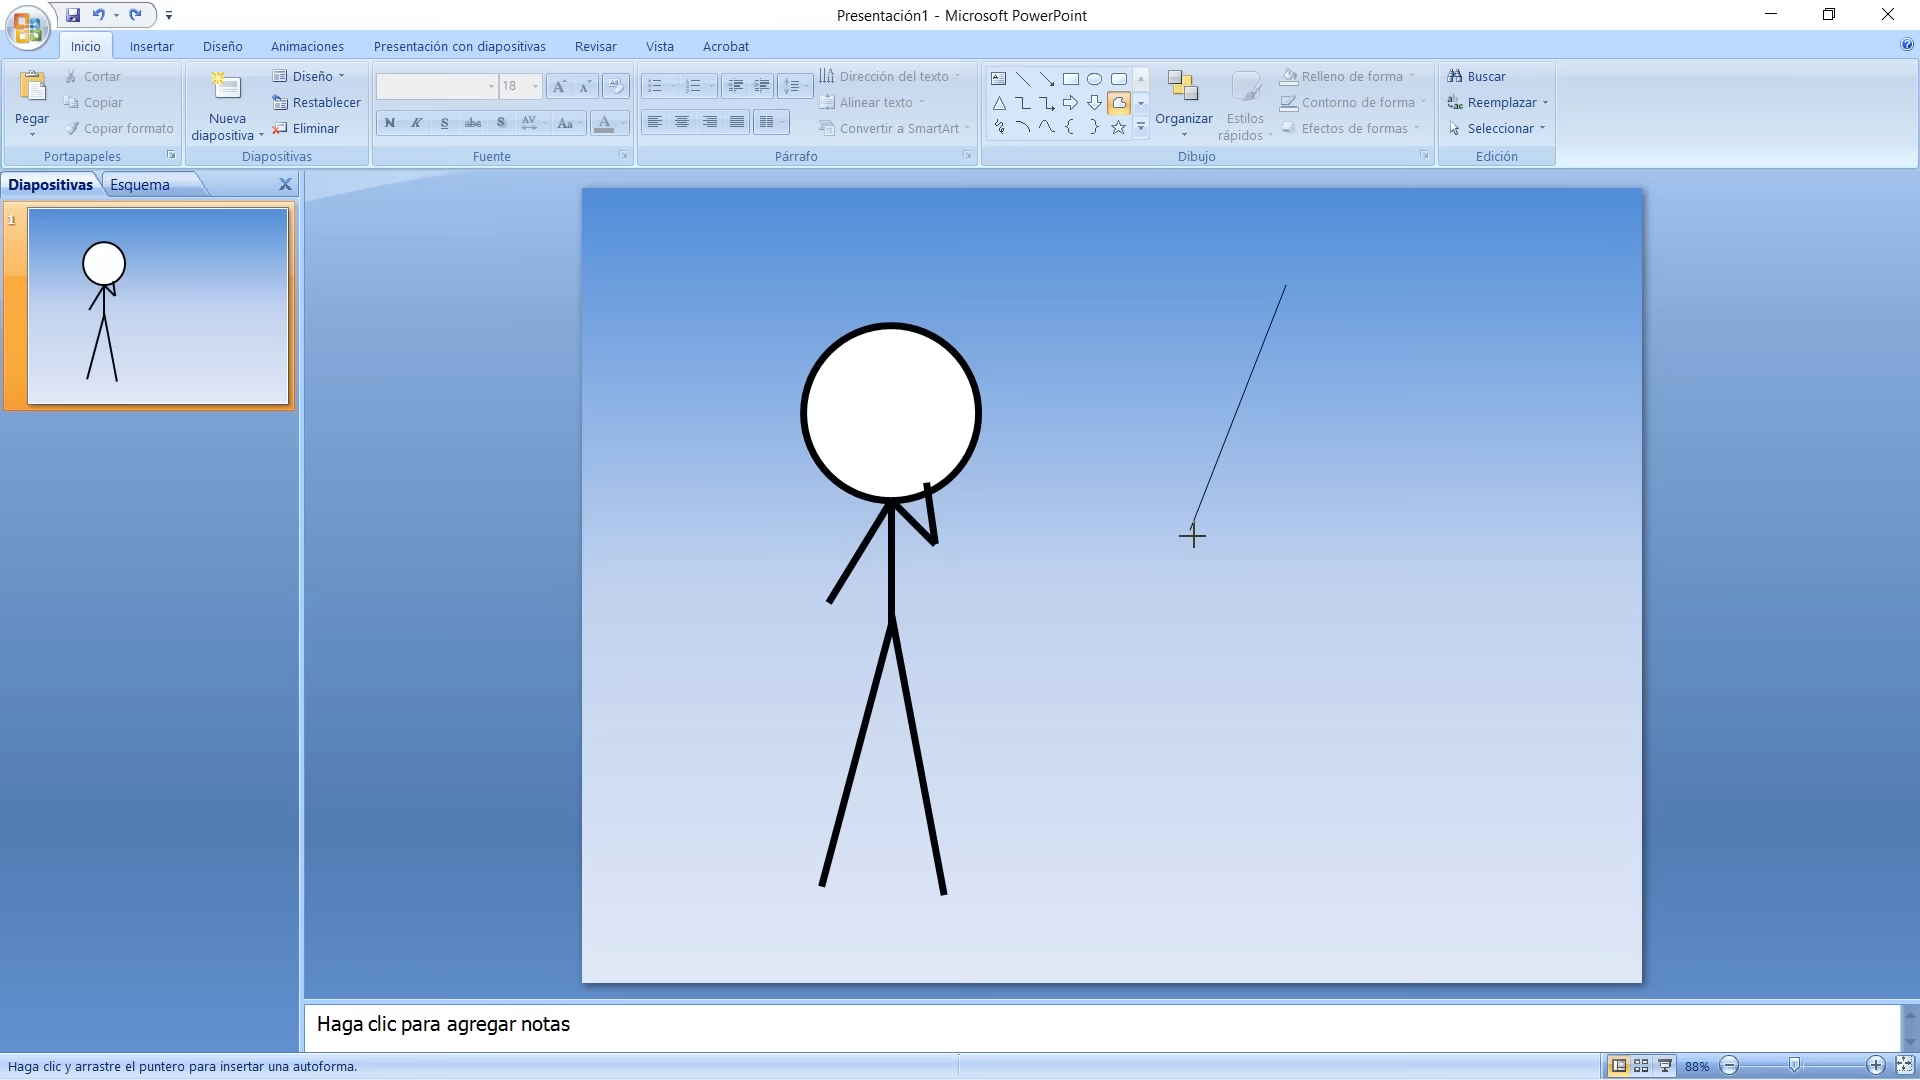 Presentación1 - Microsoft PowerPoint
Inicio
Insertar
Diseño
Animaciones
Presentación con diapositivas
Revisar
Vista
Acrobat
Pegar
Cortar
Copiar
Copiar formato
Portapapeles
Nueva
diapositiva
Diseño
Restablecer
Eliminar
Diapositivas
18
N K S abc S AV Aa A
Fuente
Dirección del texto
Alinear texto
Convertir a SmartArt
Párrafo
Organizar
Estilos
rápidos
Relleno de forma
Contorno de forma
Efectos de formas
Dibujo
Buscar
Reemplazar
Seleccionar
Edición
Diapositivas
Esquema
1
Haga clic para agregar notas
Haga clic y arrastre el puntero para insertar una autoforma.
88%